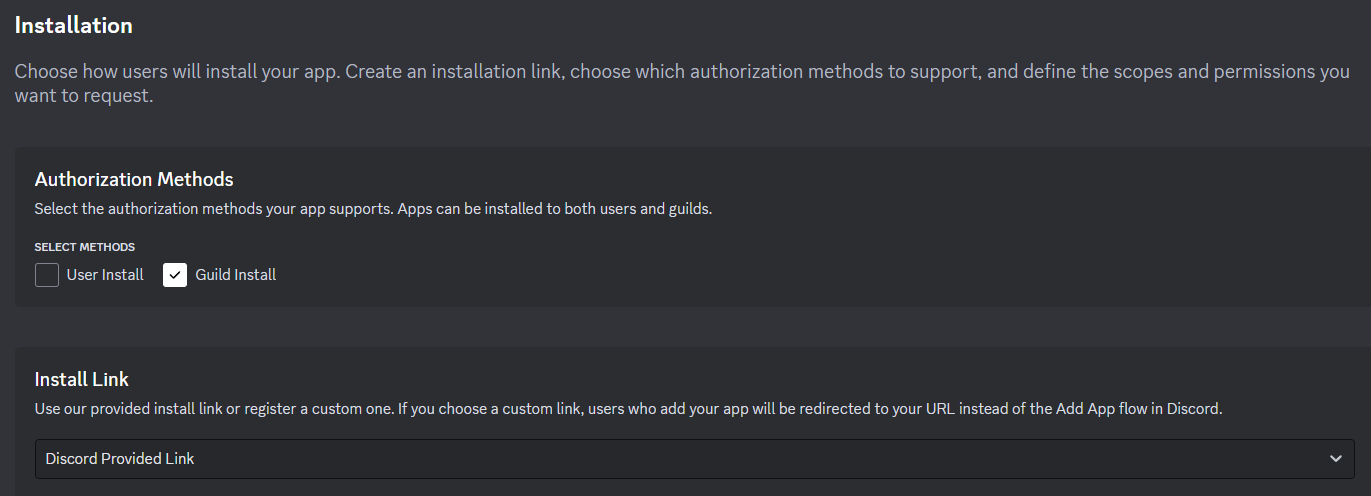 Installation
Choose how users will install your app. Create an installation link, choose which authorization methods to support, and define the scopes and permissions you
want to request.
Authorization Methods
Select the authorization methods your app supports. Apps can be installed to both users and guilds.
SELECT METHODS
User Install Guild Install
Install Link
Use our provided install link or register a custom one. If you choose a custom link, users who add your app will be redirected to your URL instead of the Add App flow in Discord.
Discord Provided Link